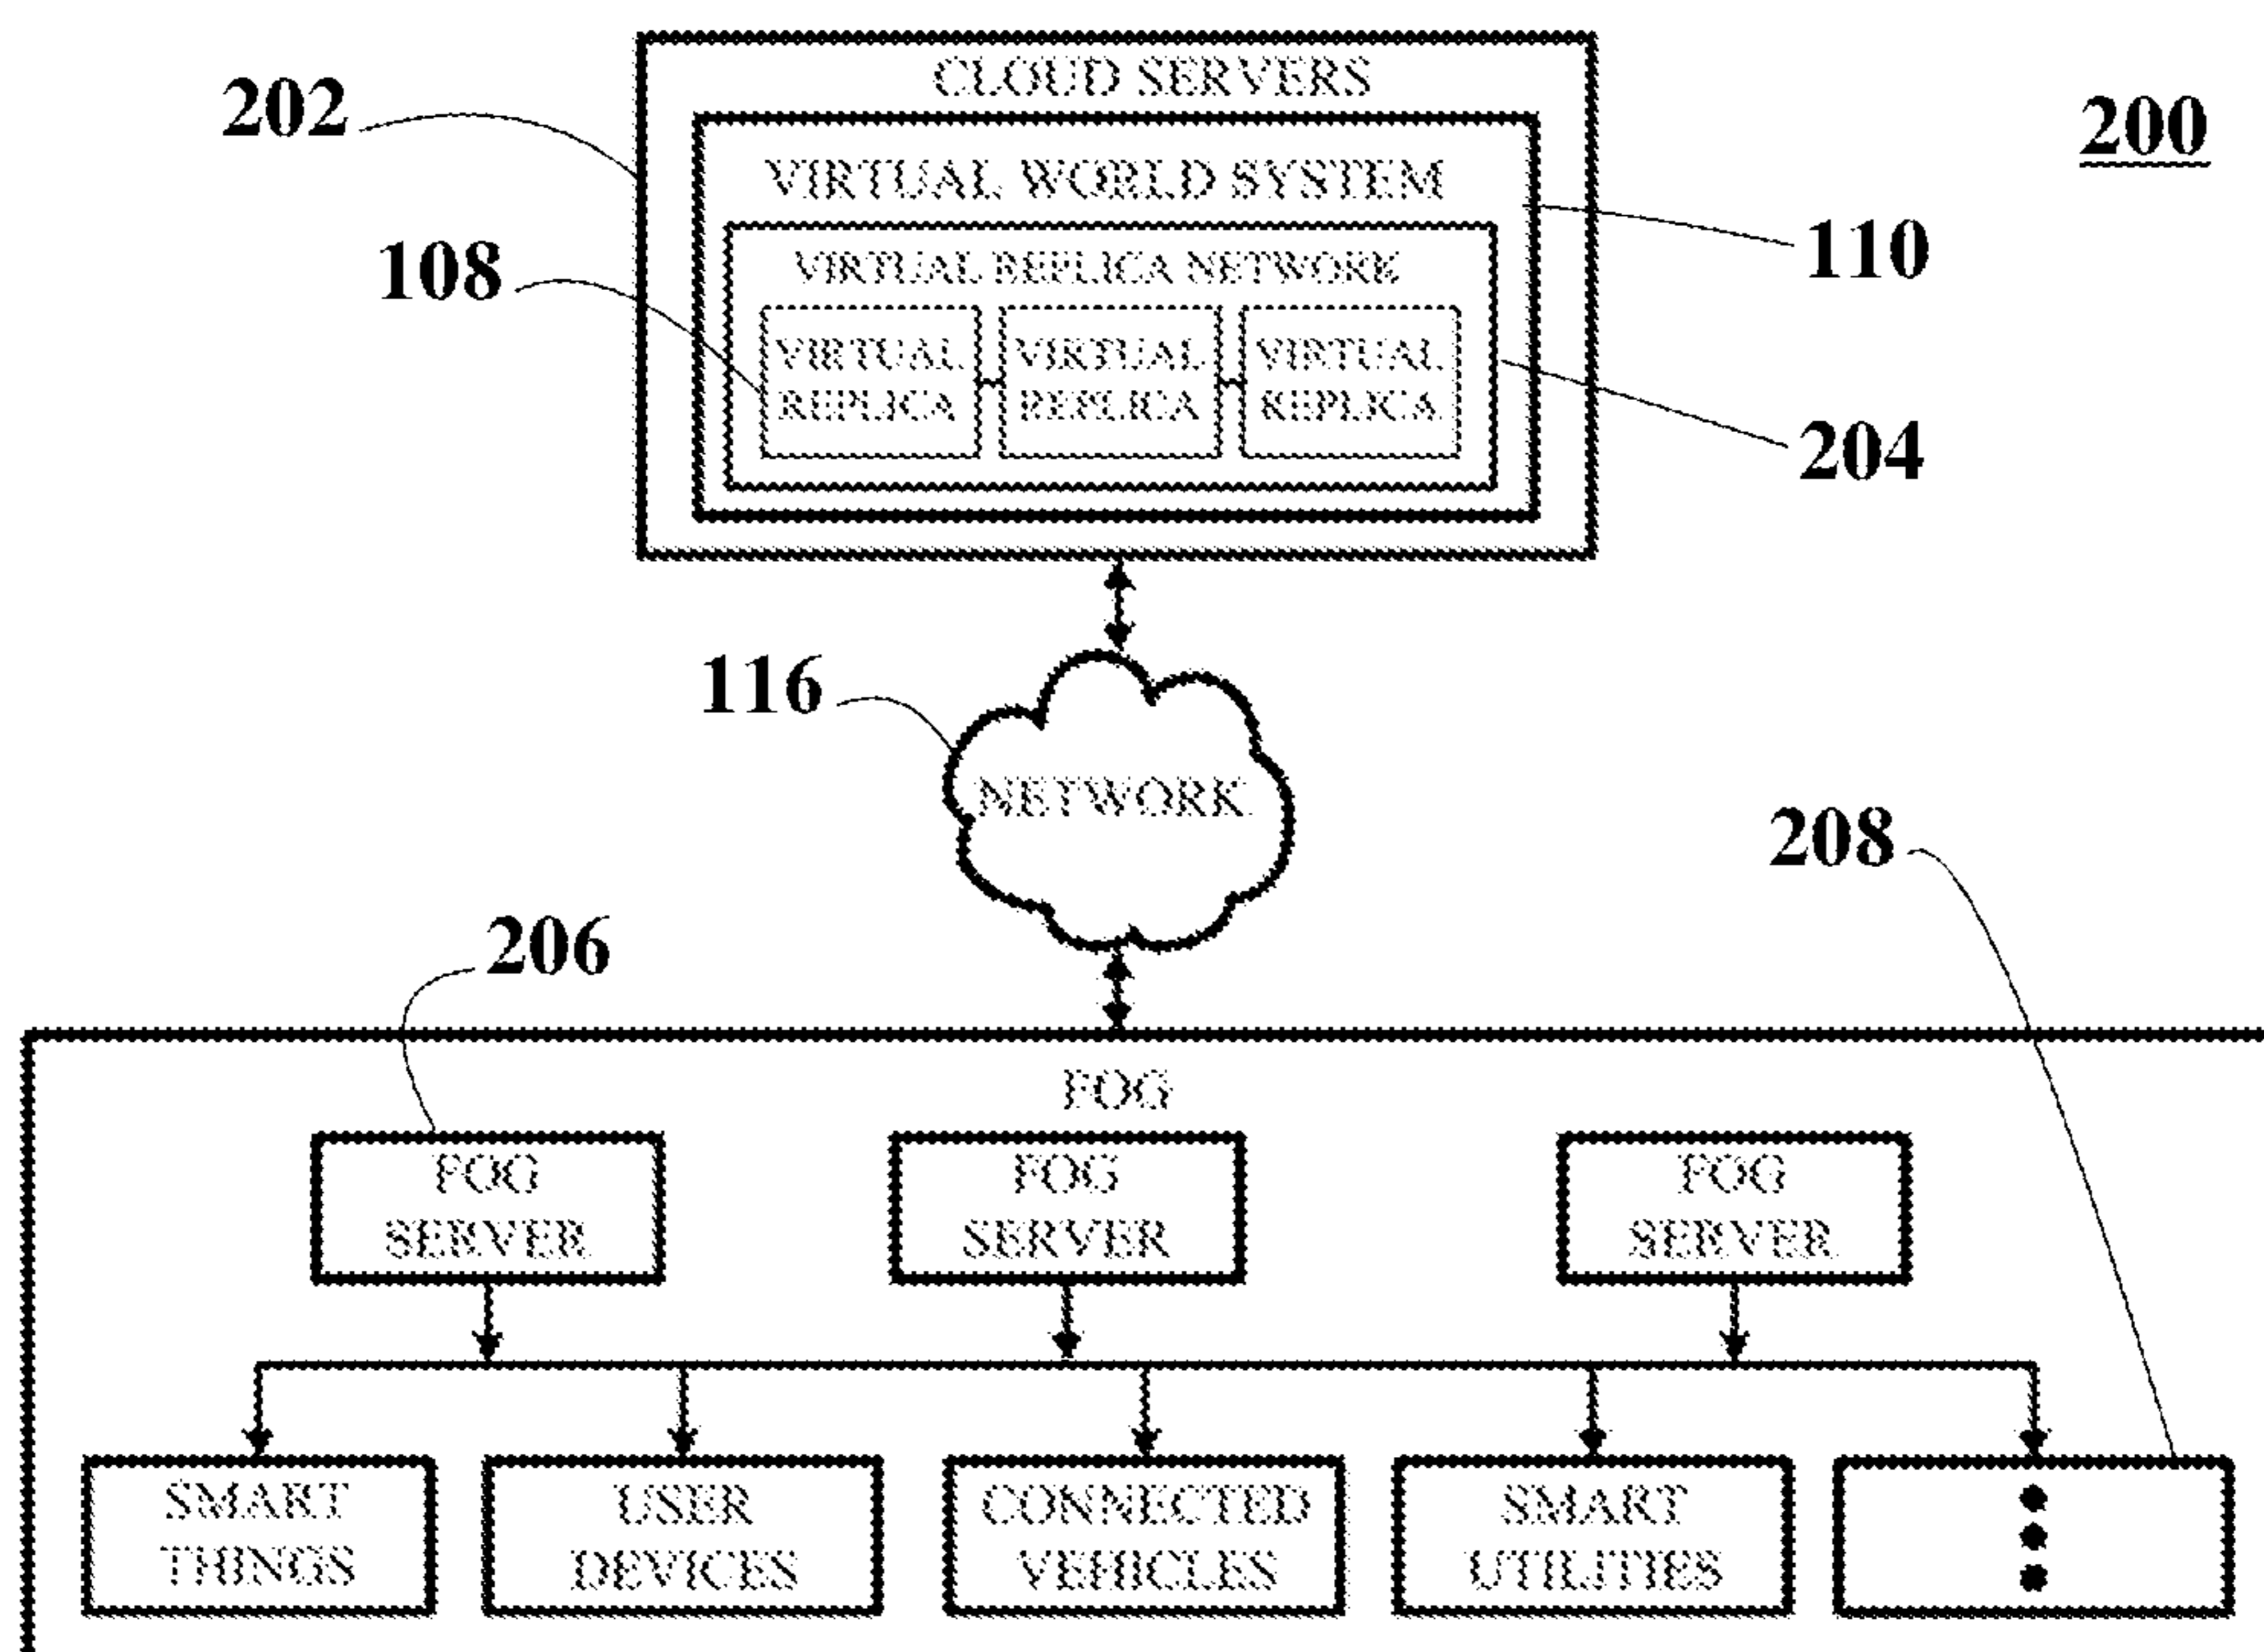 CLOUD SERVERS
202
200
VIRTUAL WORLD SYSTEM
110
108
VIRTUAL REPLICA NETWORK
VIRTUAL
REPLICA
VIRTUAL
REPLICA
VIRTUAL
REPLICA
204
116
NETWORK
208
206
FOG
FOG
SERVER
FOG
SERVER
FOG
SERVER
SMART
THINGS
USER
DEVICES
CONNECTED
VEHICLES
SMART
UTILITIES